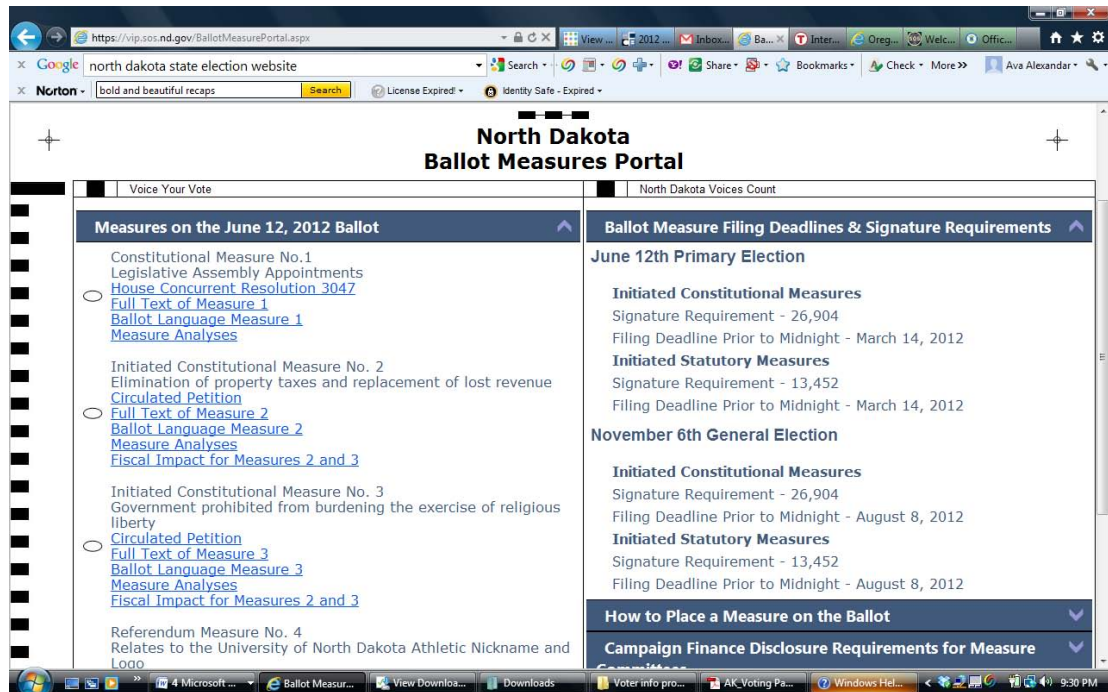 https://vip.sos.nd.gov/BallotMeasurePortal.aspx
View ...
2012 ...
Inbox...
Ba...
Inter...
Oreg...
Welc...
Offic...
x Google north dakota state election website
Search
Share
Bookmarks
Check
More >>
Ava Alexandar
x Norton bold and beautiful recaps
Search
License Expired!
Identity Safe - Expired
North Dakota
Ballot Measures Portal
Voice Your Vote
Measures on the June 12, 2012 Ballot
Constitutional Measure No.1
Legislative Assembly Appointments
House Concurrent Resolution 3047
Full Text of Measure 1
Ballot Language Measure 1
Measure Analyses
Initiated Constitutional Measure No. 2
Elimination of property taxes and replacement of lost revenue
Circulated Petition
Full Text of Measure 2
Ballot Language Measure 2
Measure Analyses
Fiscal Impact for Measures 2 and 3
Initiated Constitutional Measure No. 3
Government prohibited from burdening the exercise of religious
liberty
Circulated Petition
Full Text of Measure 3
Ballot Language Measure 3
Measure Analyses
Fiscal Impact for Measures 2 and 3
Referendum Measure No. 4
Relates to the University of North Dakota Athletic Nickname and
Logo
North Dakota Voices Count
Ballot Measure Filing Deadlines & Signature Requirements
June 12th Primary Election
Initiated Constitutional Measures
Signature Requirement - 26,904
Filing Deadline Prior to Midnight - March 14, 2012
Initiated Statutory Measures
Signature Requirement - 13,452
Filing Deadline Prior to Midnight - March 14, 2012
November 6th General Election
Initiated Constitutional Measures
Signature Requirement - 26,904
Filing Deadline Prior to Midnight - August 8, 2012
Initiated Statutory Measures
Signature Requirement - 13,452
Filing Deadline Prior to Midnight - August 8, 2012
How to Place a Measure on the Ballot
Campaign Finance Disclosure Requirements for Measure
Committees
4 Microsoft ...
Ballot Measur...
View Downloa...
Downloads
Voter info pro...
AK_Voting Pa...
Windows Hel...
9:30 PM